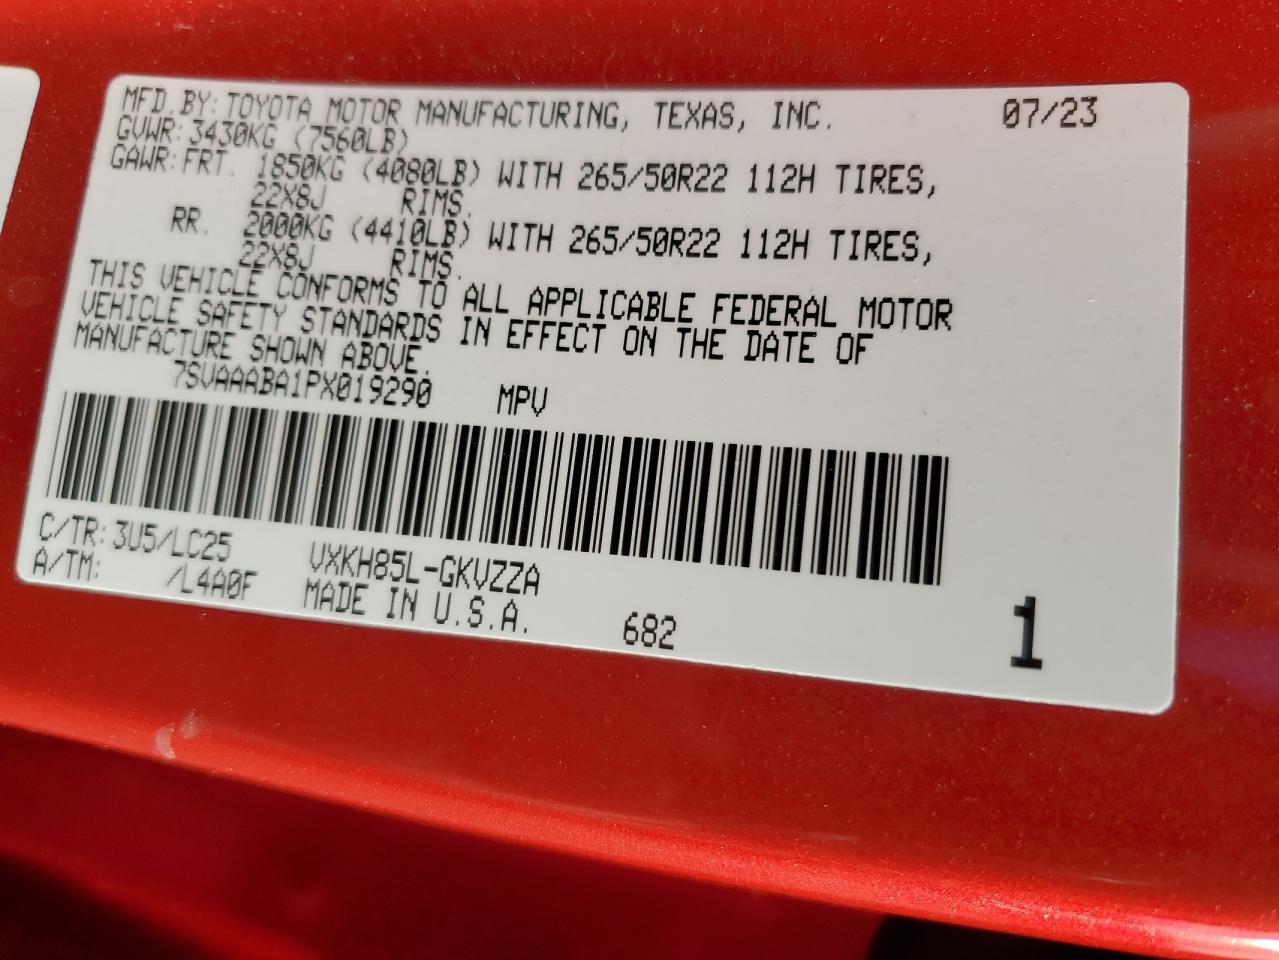 MFD. BY: TOYOTA MOTOR MANUFACTURING, TEXAS, INC. 07/23
GVWR: 3430KG (7560LB)
GAWR: FRT. 1850KG (4080LB) WITH 265/50R22 112H TIRES,
22X8J RIMS.
RR. 2000KG (4410LB) WITH 265/50R22 112H TIRES,
22X8J RIMS.
THIS VEHICLE CONFORMS TO ALL APPLICABLE FEDERAL MOTOR
VEHICLE SAFETY STANDARDS IN EFFECT ON THE DATE OF
MANUFACTURE SHOWN ABOVE.
7SVAAABA1PX019290 MPV
C/TR: 3U5/LC25 VXKH85L-GKVZZA
A/TM: /L4A0F MADE IN U.S.A. 682 1